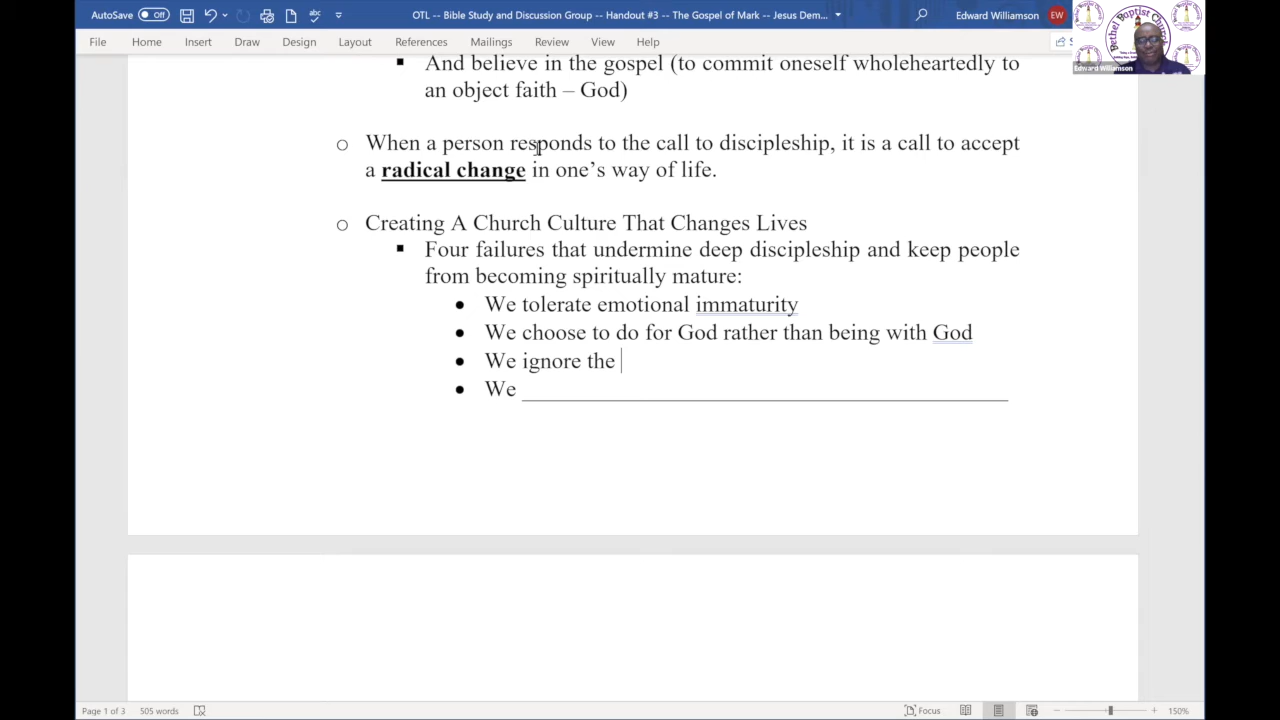 AutoSave Off
OTL -- Bible Study and Discussion Group -- Handout #3 -- The Gospel of Mark -- Jesus Dem...
Edward Williamson EW
File Home Insert Draw Design Layout References Mailings Review View Help
Bethel Baptist Church
Edward Williamson
And believe in the gospel (to commit oneself wholeheartedly to
an object faith – God)
When a person responds to the call to discipleship, it is a call to accept
a radical change in one’s way of life.
Creating A Church Culture That Changes Lives
Four failures that undermine deep discipleship and keep people
from becoming spiritually mature:
We tolerate emotional immaturity
We choose to do for God rather than being with God
We ignore the
We
Page 1 of 3 505 words Focus 150%